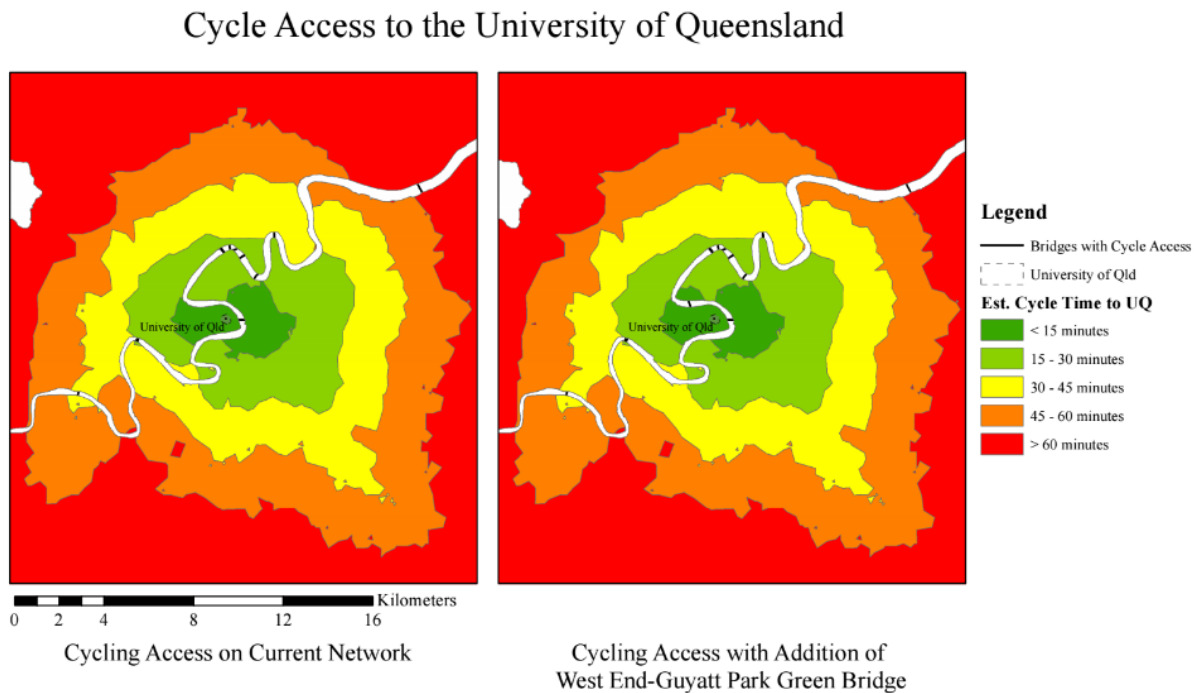 Cycle Access to the University of Queensland
University of Qld
University of Qld
Legend
Bridges with Cycle Access
University of Qld
Est. Cycle Time to UQ
< 15 minutes
15 - 30 minutes
30 - 45 minutes
45 - 60 minutes
> 60 minutes
Kilometers
0 2 4 8 12 16
Cycling Access on Current Network
Cycling Access with Addition of
West End-Guyatt Park Green Bridge